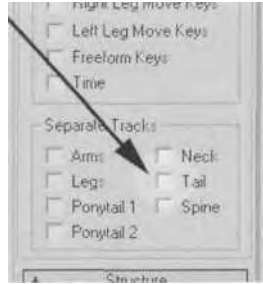 Right Leg Move Keys
Left Leg Move Keys
Freeform Keys
Time
Separate Tracks
Arms Neck
Legs Tail
Ponytail 1 Spine
Ponytail 2
+ Structure